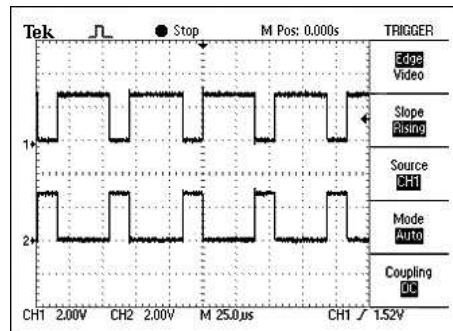 Tek Stop M Pos: 0.000s TRIGGER
Edge
Video
Slope
Rising
Source
CH1
Mode
Auto
Coupling
DC
1
2
CH1 2.00V CH2 2.00V M 25.0µs CH1 1.52V